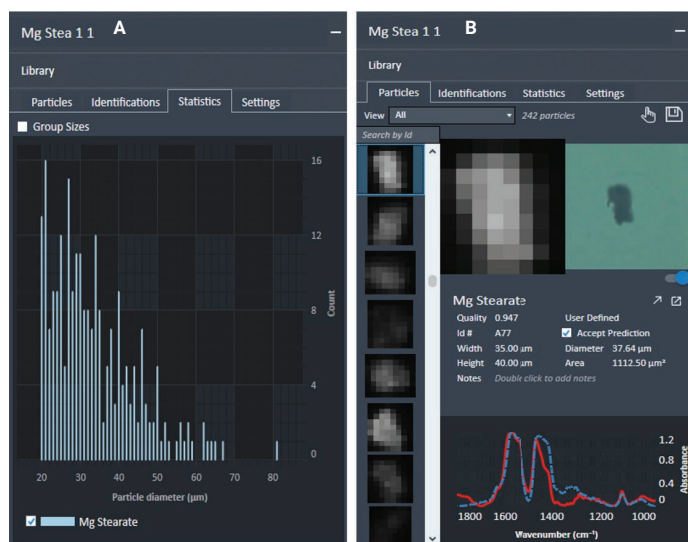 Mg Stea 1 1 A
Library
Particles Identifications Statistics Settings
Group Sizes
16
12
8
4
0
Count
20 30 40 50 60 70 80
Particle diameter (µm)
Mg Stearate
Mg Stea 1 1 B
Library
Particles Identifications Statistics Settings
View All 242 particles
Search by Id
Mg Stearate
Quality 0.947 User Defined
Id # A77 Accept Prediction
Width 35.00 µm Diameter 37.64 µm
Height 40.00 µm Area 1112.50 µm²
Notes Double click to add notes
1.2
0.8
0.4
0
Absorbance
1800 1600 1400 1200 1000
Wavenumber (cm⁻¹)